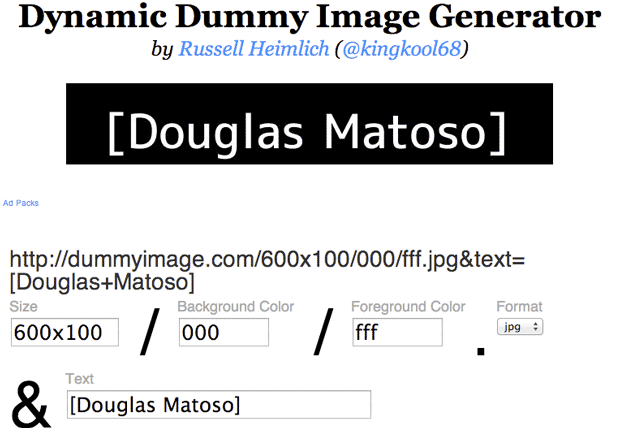 Dynamic Dummy Image Generator
by Russell Heimlich (@kingkool68)
[Douglas Matoso]
Ad Packs
http://dummyimage.com/600x100/000/fff.jpg&text=
[Douglas+Matoso]
Size Background Color Foreground Color Format
600x100 / 000 / fff . jpg
Text
& [Douglas Matoso]